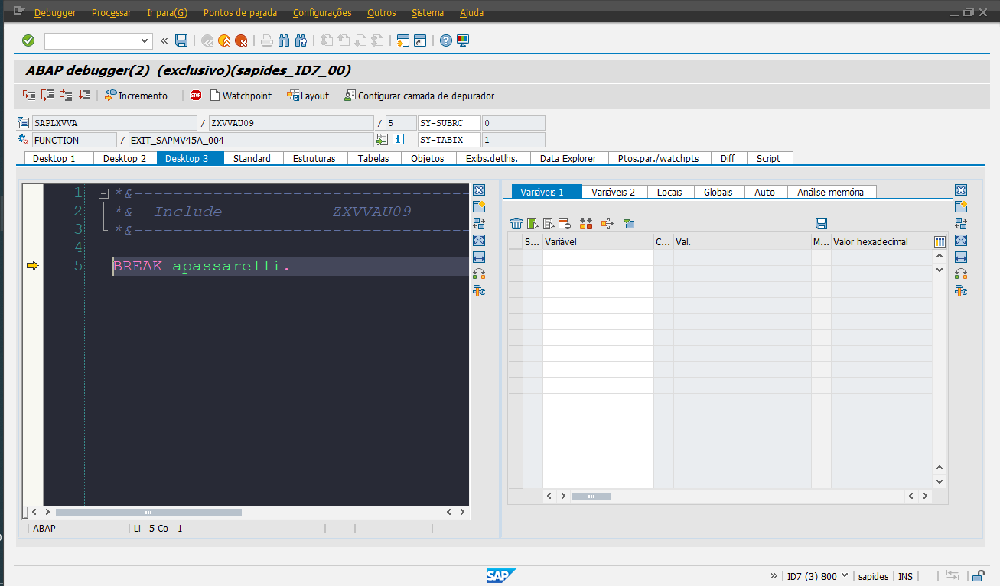 Debugger Processar Ir para(G) Pontos de parada Configurações Outros Sistema Ajuda
ABAP debugger(2) (exclusivo)(sapides_ID7_00)
Incremento STOP Watchpoint Layout Configurar camada de depurador
SAPLXVVA / ZXVVAU09 / 5 SY-SUBRC 0
FUNCTION / EXIT_SAPMV45A_004 SY-TABIX 1
Desktop 1 Desktop 2 Desktop 3 Standard Estruturas Tabelas Objetos Exibs.detlhs. Data Explorer Ptos.par./watchpts Diff Script
1 *&---------------------------------
2 *& Include ZXVVAU09
3 *&---------------------------------
4
5 BREAK apassarelli.
ABAP Li 5 Co 1
Variáveis 1 Variáveis 2 Locais Globais Auto Análise memória
S... Variável C... Val. M... Valor hexadecimal
SAP
ID7 (3) 800 sapides INS